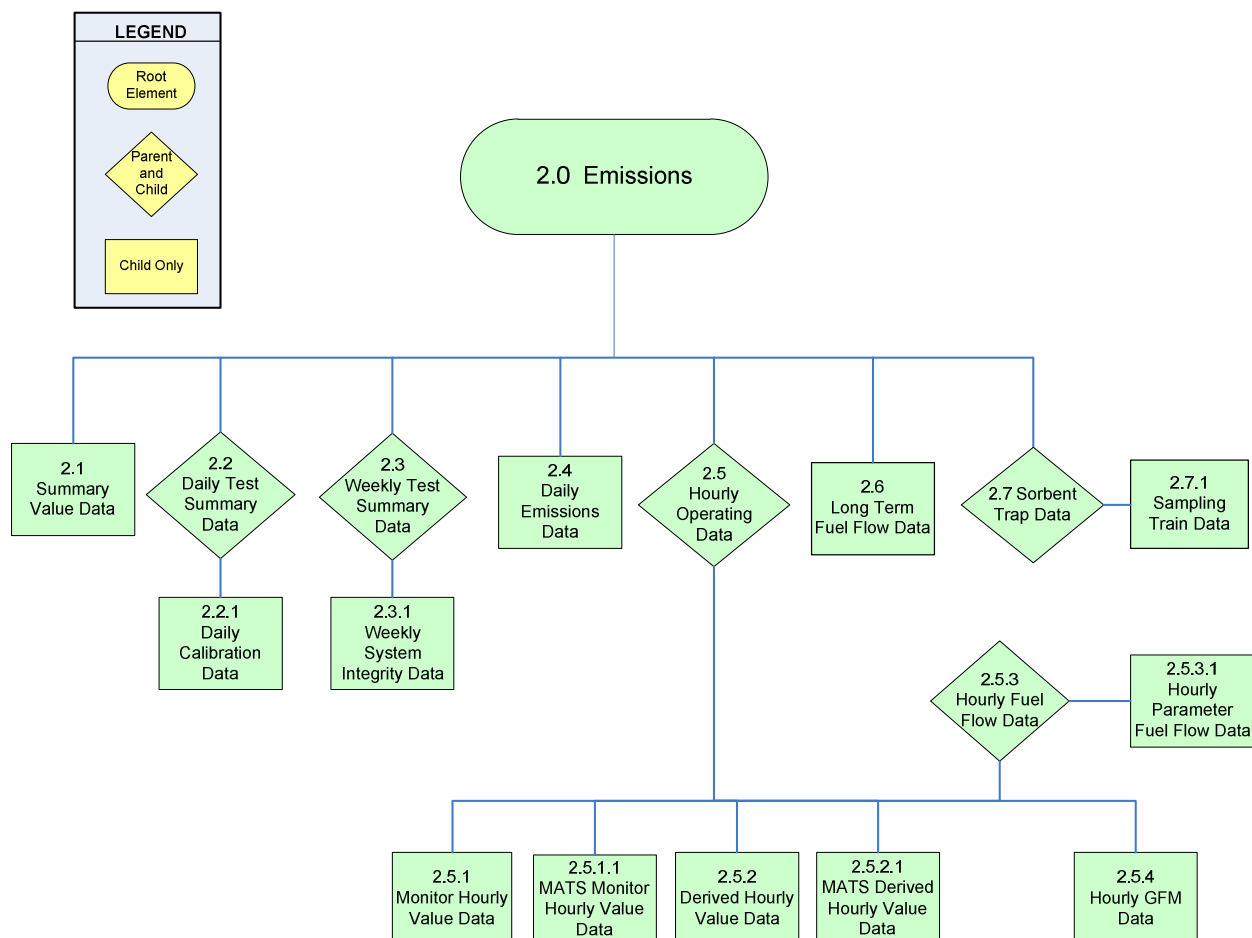 LEGEND
Root
Element
Parent
and
Child
Child Only
2.0 Emissions
2.1
Summary
Value Data
2.2
Daily Test
Summary
Data
2.3
Weekly Test
Summary
Data
2.4
Daily
Emissions
Data
2.5
Hourly
Operating
Data
2.6
Long Term
Fuel Flow Data
2.7 Sorbent
Trap Data
2.7.1
Sampling
Train Data
2.2.1
Daily
Calibration
Data
2.3.1
Weekly
System
Integrity Data
2.5.3
Hourly Fuel
Flow Data
2.5.3.1
Hourly
Parameter
Fuel Flow Data
2.5.1
Monitor Hourly
Value Data
2.5.1.1
MATS Monitor
Hourly Value
Data
2.5.2
Derived Hourly
Value Data
2.5.2.1
MATS Derived
Hourly Value
Data
2.5.4
Hourly GFM
Data